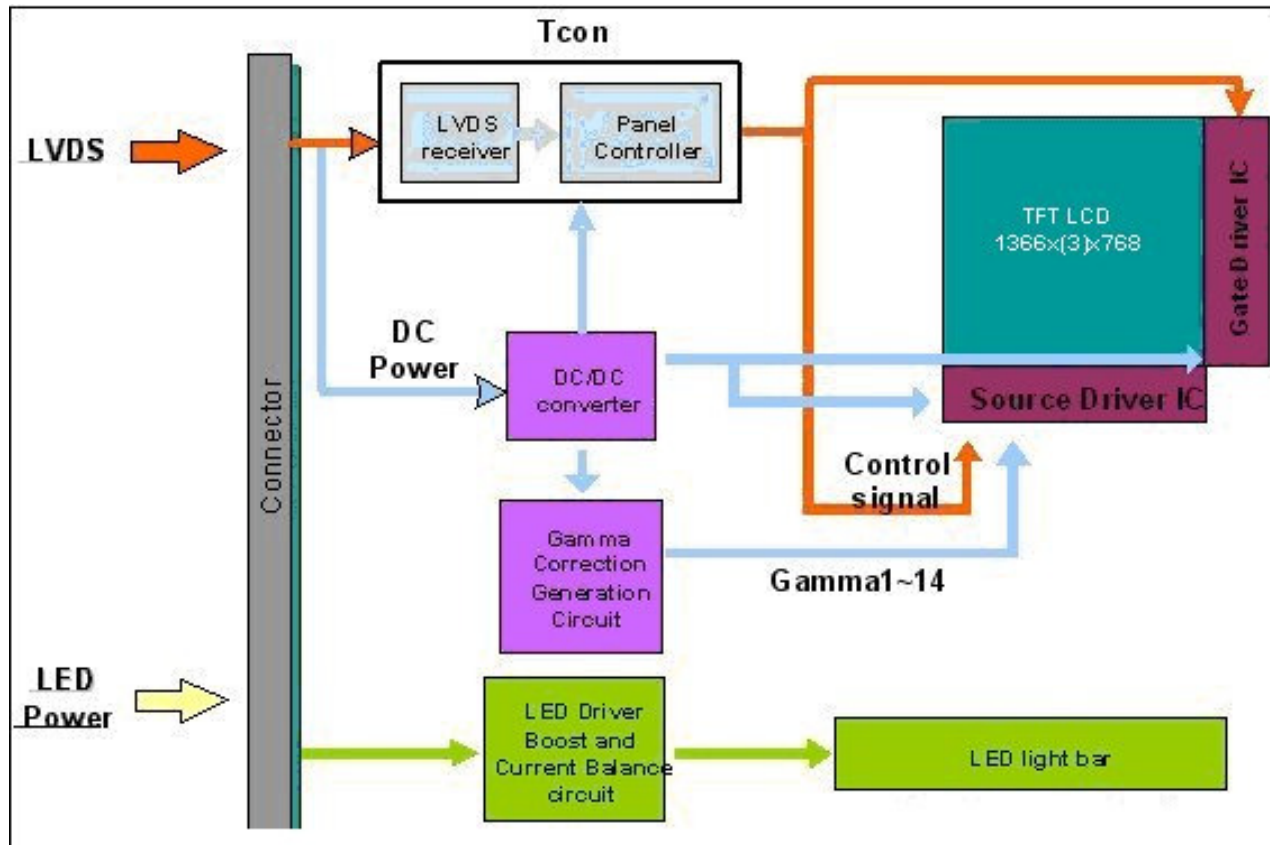 Tcon
LVDS
LVDS
receiver
Panel
Controller
TFT LCD
1366x(3)x768
Gate Driver IC
DC
Power
DC/DC
converter
Source Driver IC
Connector
Control
signal
Gamma
Correction
Generation
Circuit
Gamma1~14
LED
Power
LED Driver
Boost and
Current Balance
circuit
LED light bar